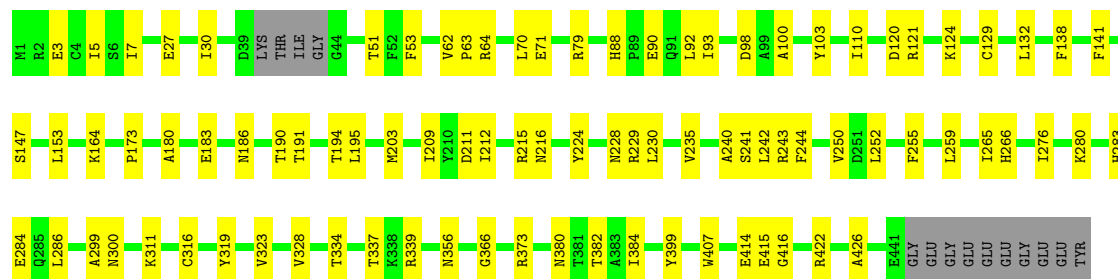 M1 R2 E3 C4 I5 S6 I7 E27 I30 D39 LYS THR ILE GLY G44 T51 F52 F53 V62 P63 R64 L70 E71 R79 H88 P89 E90 Q91 L92 I93 D98 A99 A100 Y103 I110 D120 R121 K124 C129 L132 F138 F141
S147 L153 K164 P173 A180 E183 N186 T190 T191 T194 L195 M203 I209 Y210 D211 I212 R215 N216 Y224 N228 R229 L230 V235 A240 S241 L242 R243 F244 V250 D251 L252 F255 L259 I265 H266 I276 K280 H283
E284 Q285 L286 A299 N300 K311 C316 Y319 V323 V328 T334 T337 K338 R339 N356 G366 R373 N380 T381 T382 A383 I384 Y399 W407 E414 E415 G416 R422 A426 E441 GLY GLU GLY GLU GLU GLU GLY GLU GLU TYR